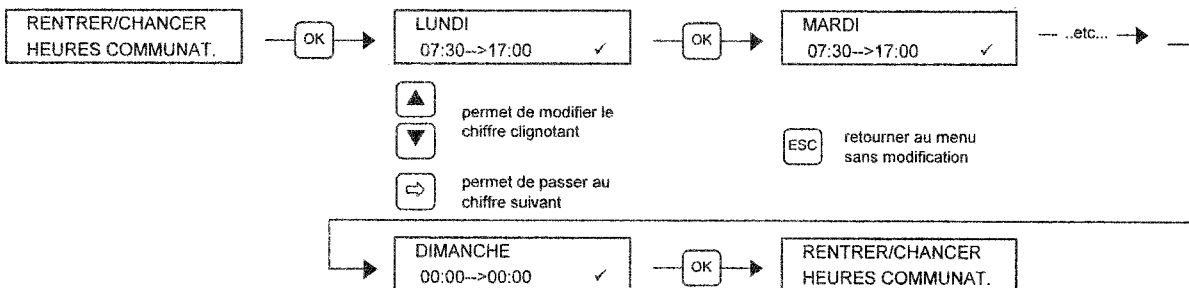 RENTRER/CHANCER
HEURES COMMUNAT.
OK
LUNDI
07:30-->17:00 ✓
OK
MARDI
07:30-->17:00 ✓
..etc...
▲
▼
permet de modifier le
chiffre clignotant
⇨
permet de passer au
chiffre suivant
ESC
retourner au menu
sans modification
DIMANCHE
00:00-->00:00 ✓
OK
RENTRER/CHANCER
HEURES COMMUNAT.